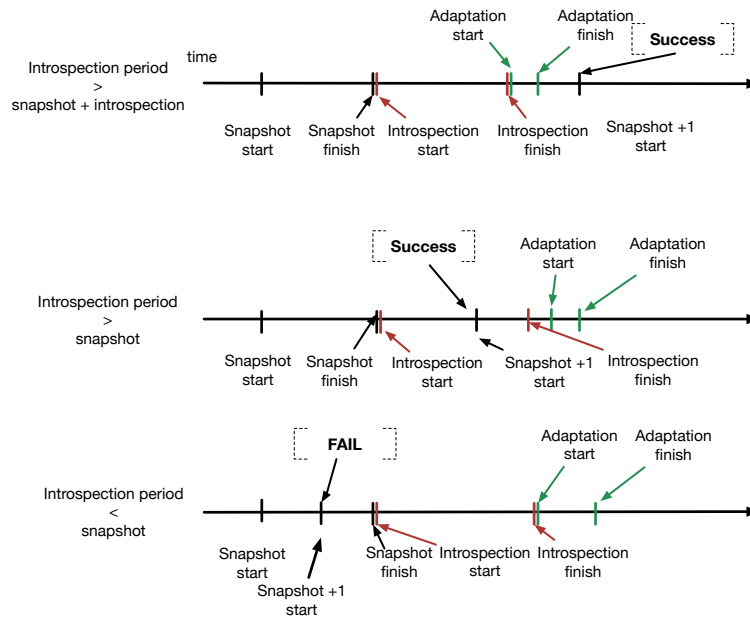 Adaptation
start
Adaptation
finish
Success
time
Introspection period
>
snapshot + introspection
Snapshot
start
Snapshot
finish
Introspection
start
Introspection
finish
Snapshot +1
start
Success
Adaptation
start
Adaptation
finish
Introspection period
>
snapshot
Snapshot
start
Snapshot
finish
Introspection
start
Snapshot +1
start
Introspection
finish
FAIL
Adaptation
start
Adaptation
finish
Introspection period
<
snapshot
Snapshot
start
Snapshot +1
start
Snapshot
finish
Introspection
start
Introspection
finish